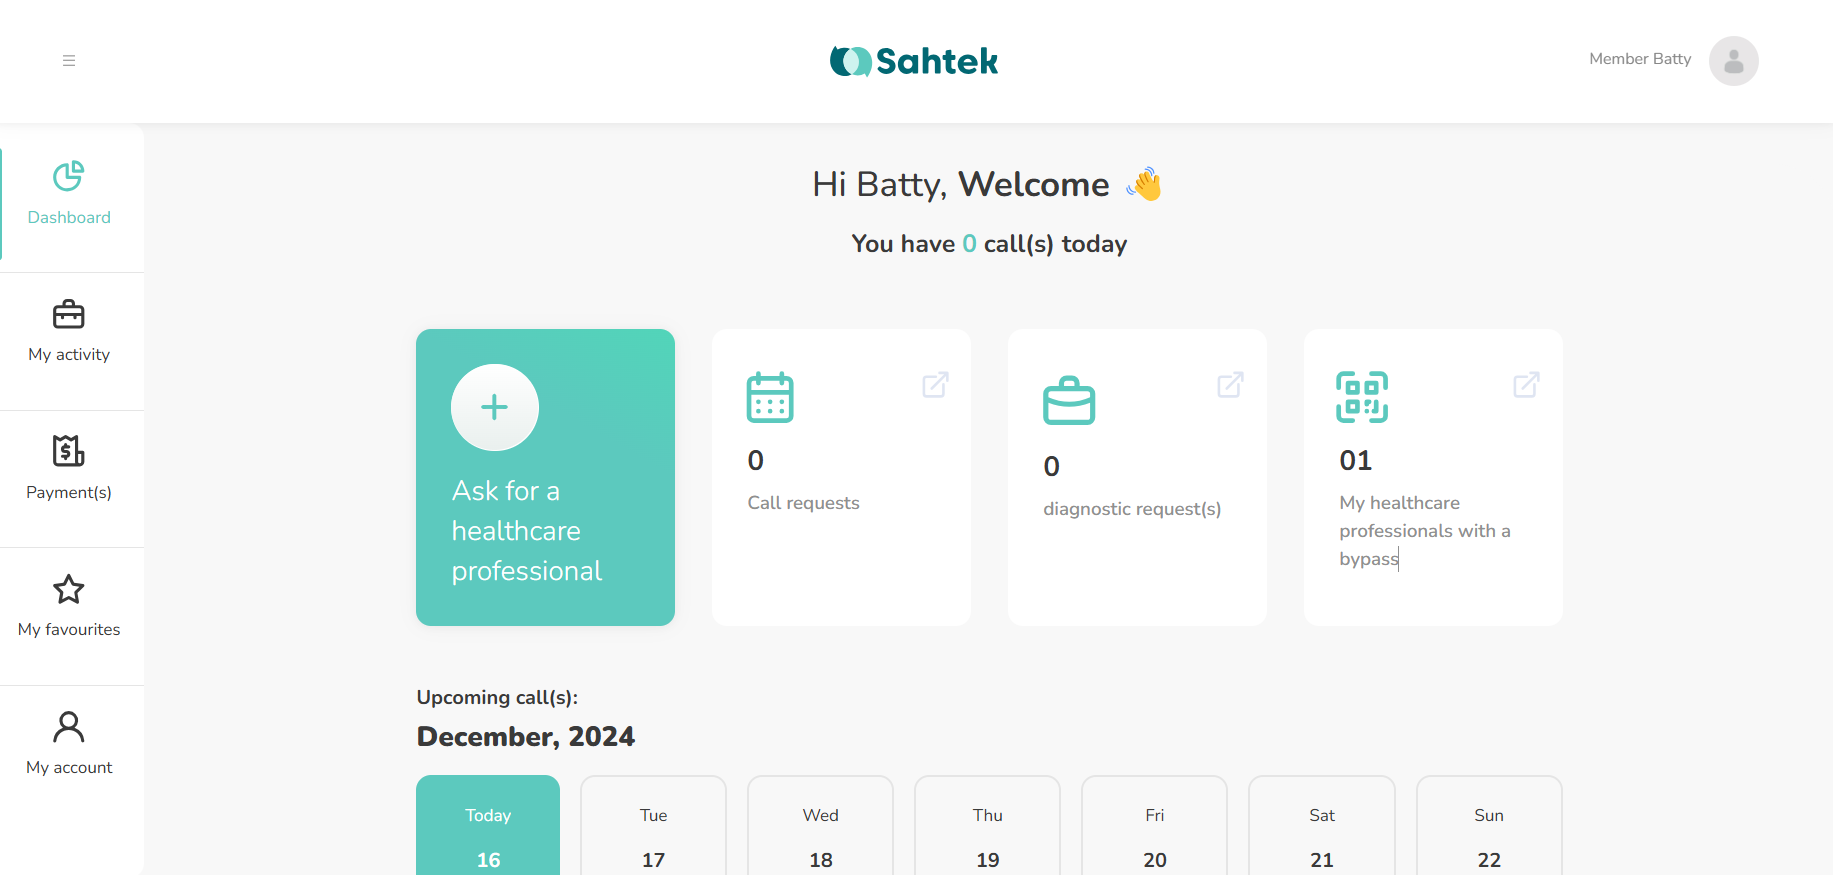 Sahtek
Member Batty
Dashboard
My activity
Payment(s)
My favourites
My account
Hi Batty, Welcome 👋
You have 0 call(s) today
Ask for a
healthcare
professional
0
Call requests
0
diagnostic request(s)
01
My healthcare
professionals with a
bypass
Upcoming call(s):
December, 2024
Today
16
Tue
17
Wed
18
Thu
19
Fri
20
Sat
21
Sun
22